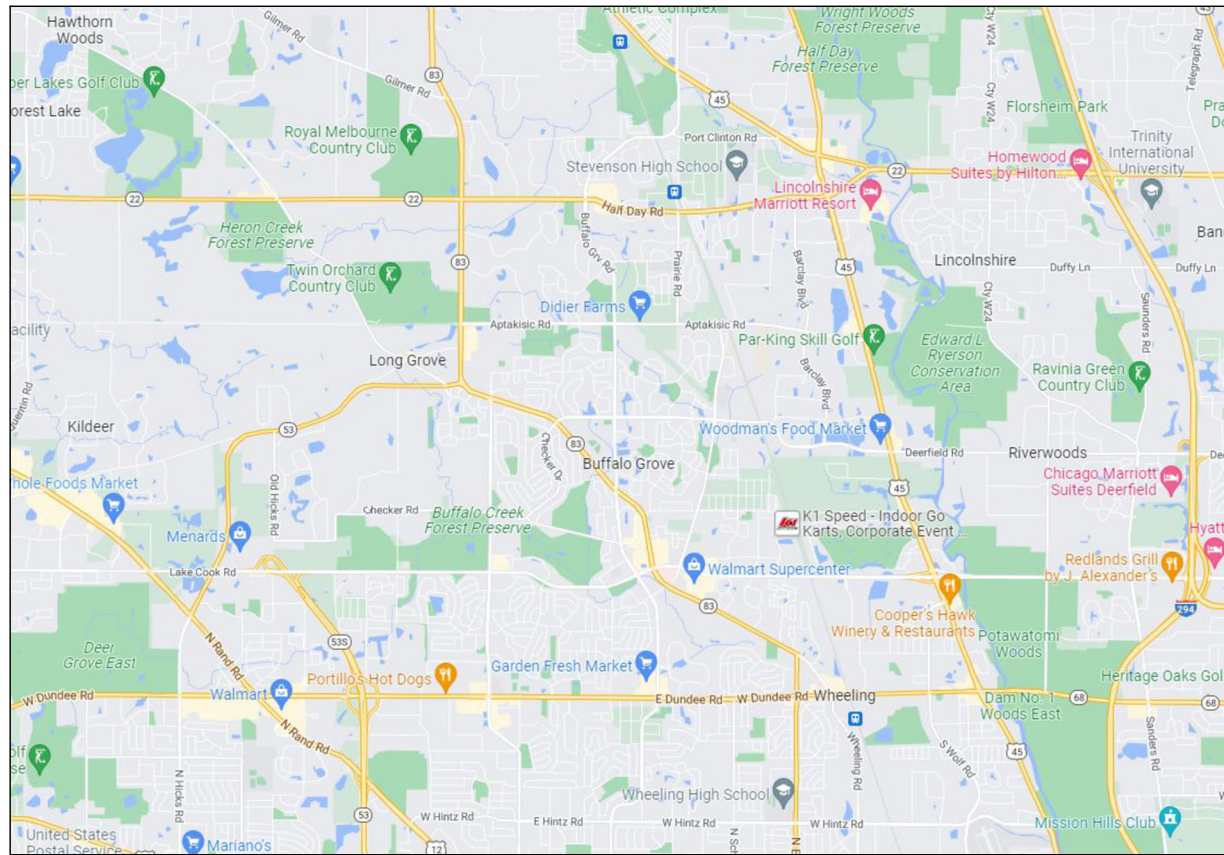 Hawthorn
Woods
Gilmer Rd
83
Athletic Complex
Wright Woods
Forest Preserve
Cty W24
43
Telegraph Rd
per Lakes Golf Club
Gilmer Rd
Half Day
Forest Preserve
45
Cty W24
Florsheim Park
orest Lake
Royal Melbourne
Country Club
Port Clinton Rd
Stevenson High School
Trinity
International
University
Homewood
Suites by Hilton
22
Lincolnshire
Marriott Resort
22
22
Half Day Rd
Heron Creek
Forest Preserve
Buffalo Grv Rd
Prairie Rd
Barclay Blvd
Ban
83
45
Lincolnshire
Duffy Ln
Duffy Ln
Twin Orchard
Country Club
Cty W24
Saunders Rd
Didier Farms
acility
Aptakisic Rd
Aptakisic Rd
Par-King Skill Golf
Edward L.
Ryerson
Conservation
Area
Long Grove
Barclay Blvd
Ravinia Green
Country Club
Quentin Rd
Kildeer
53
83
Woodman's Food Market
Checker Dr
Buffalo Grove
Deerfield Rd
Riverwoods
Chicago Marriott
Suites Deerfield
hole Foods Market
Old Hicks Rd
45
Checker Rd
Buffalo Creek
Forest Preserve
K1 Speed - Indoor Go
Karts, Corporate Event ...
Menards
Hyatt
Lake Cook Rd
Walmart Supercenter
Redlands Grill
by J. Alexander's
83
Cooper's Hawk
Winery & Restaurants
294
53S
Potawatomi
Woods
Deer
Grove East
N Rand Rd
Garden Fresh Market
Portillo's Hot Dogs
Heritage Oaks Gol
W Dundee Rd
Walmart
E Dundee Rd
W Dundee Rd
Wheeling
68
68
Dam No.
Woods East
N Rand Rd
Wheeling Rd
S Wolf Rd
45
Sanders Rd
olf
se
N Hicks Rd
Wheeling High School
53
W Hintz Rd
E Hintz Rd
W Hintz Rd
W Hintz Rd
Mission Hills Club
United States
Postal Service
Mariano's
12